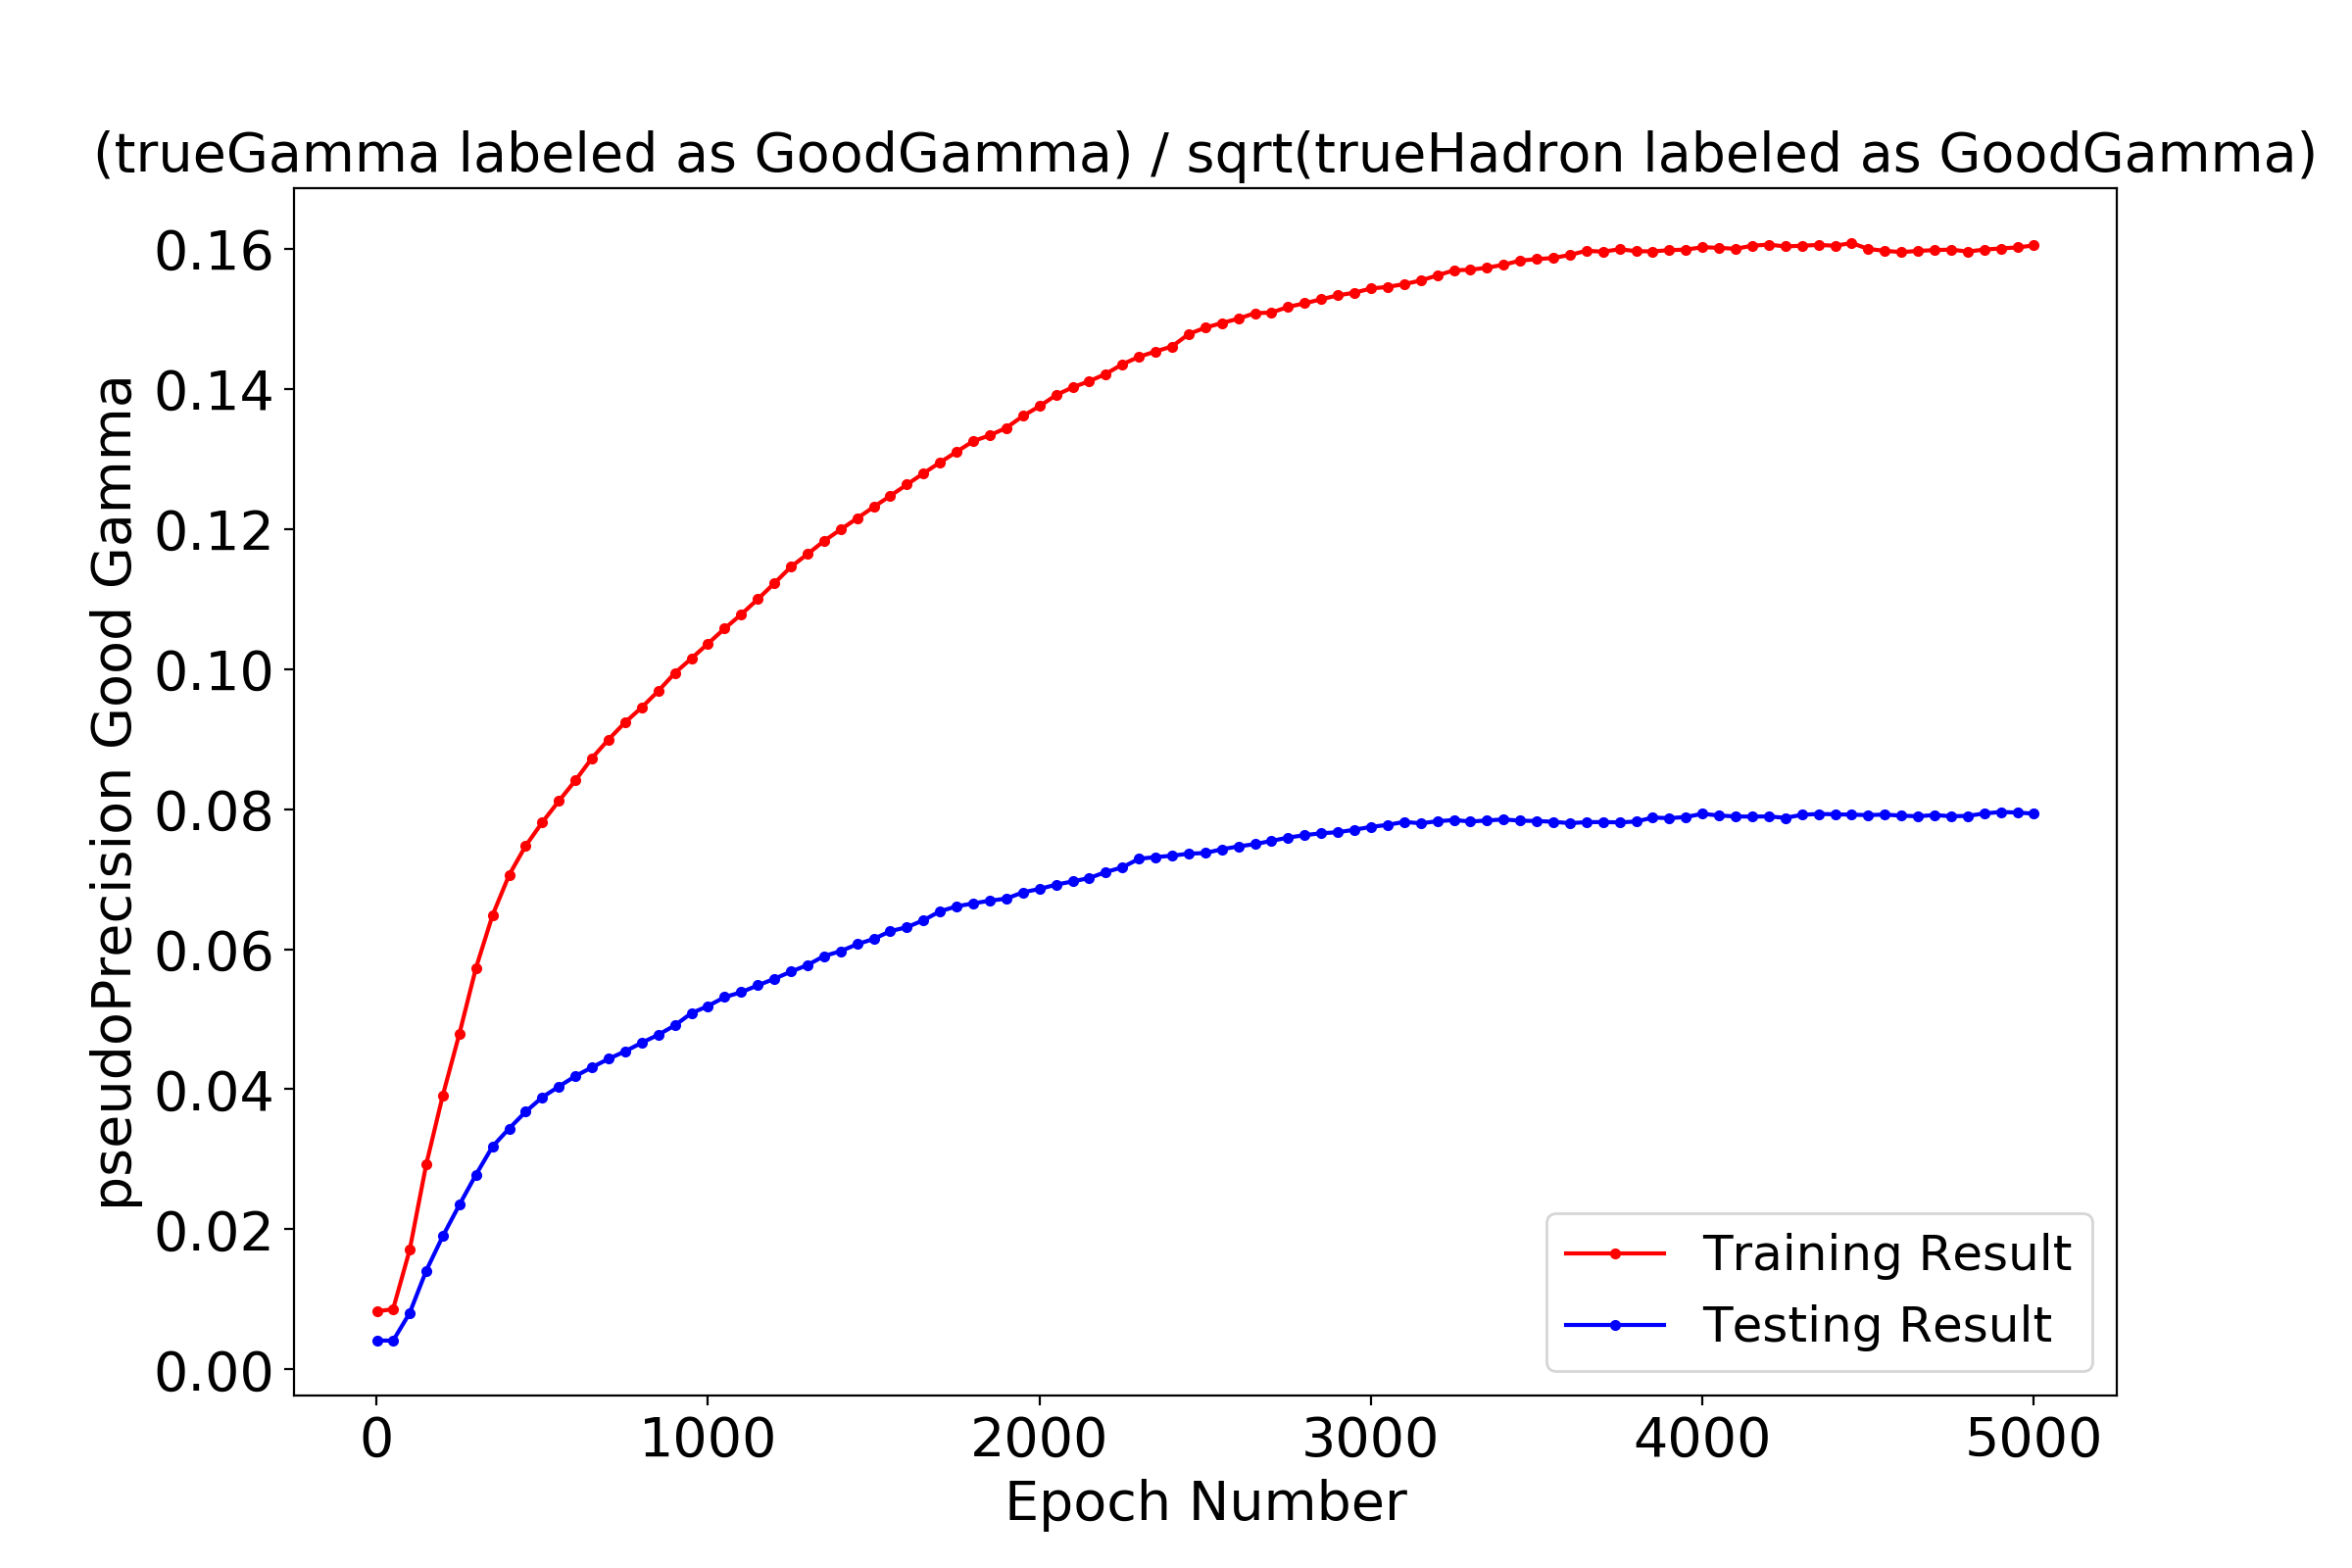 (trueGamma labeled as GoodGamma) / sqrt(trueHadron labeled as GoodGamma)
pseudoPrecision Good Gamma
0.16
0.14
0.12
0.10
0.08
0.06
0.04
0.02
0.00
Training Result
Testing Result
0 1000 2000 3000 4000 5000
Epoch Number